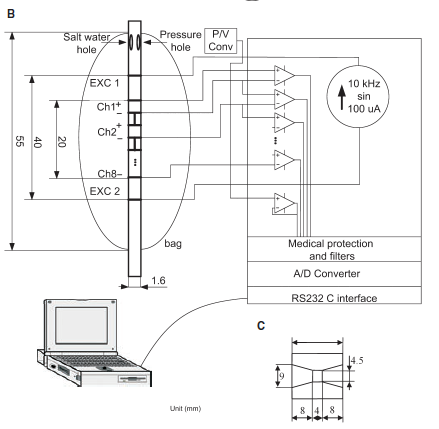 B
Salt water
hole
Pressure
hole
P/V
Conv
EXC 1
Ch1+
−
Ch2+
−
Ch8−
EXC 2
55
40
20
bag
1.6
+
−
+
−
+
−
+
−
+
−
10 kHz
sin
100 uA
Medical protection
and filters
A/D Converter
RS232 C interface
Unit (mm)
C
9
4.5
8
4
8